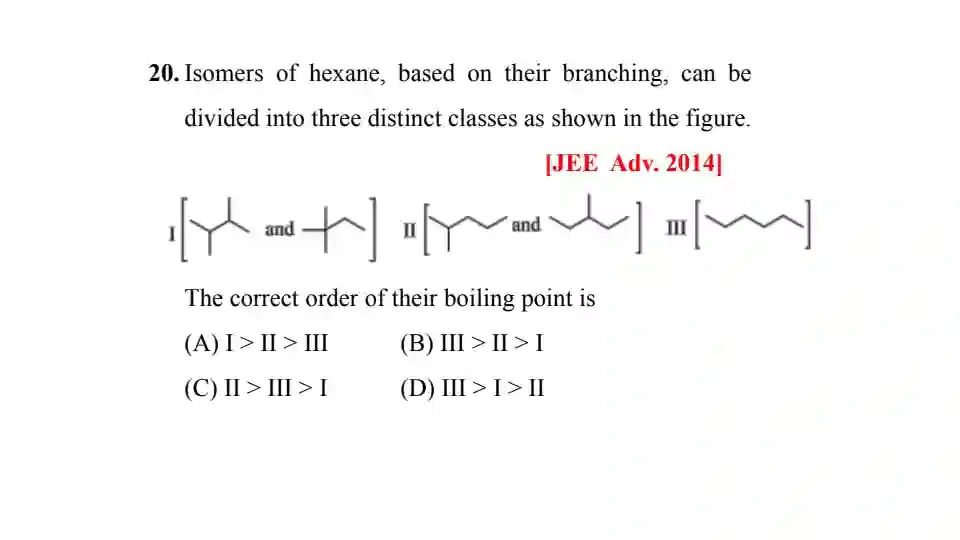 20. Isomers of hexane, based on their branching, can be
divided into three distinct classes as shown in the figure.
[JEE Adv. 2014]
I and II and III
The correct order of their boiling point is
(A) I > II > III (B) III > II > I
(C) II > III > I (D) III > I > II